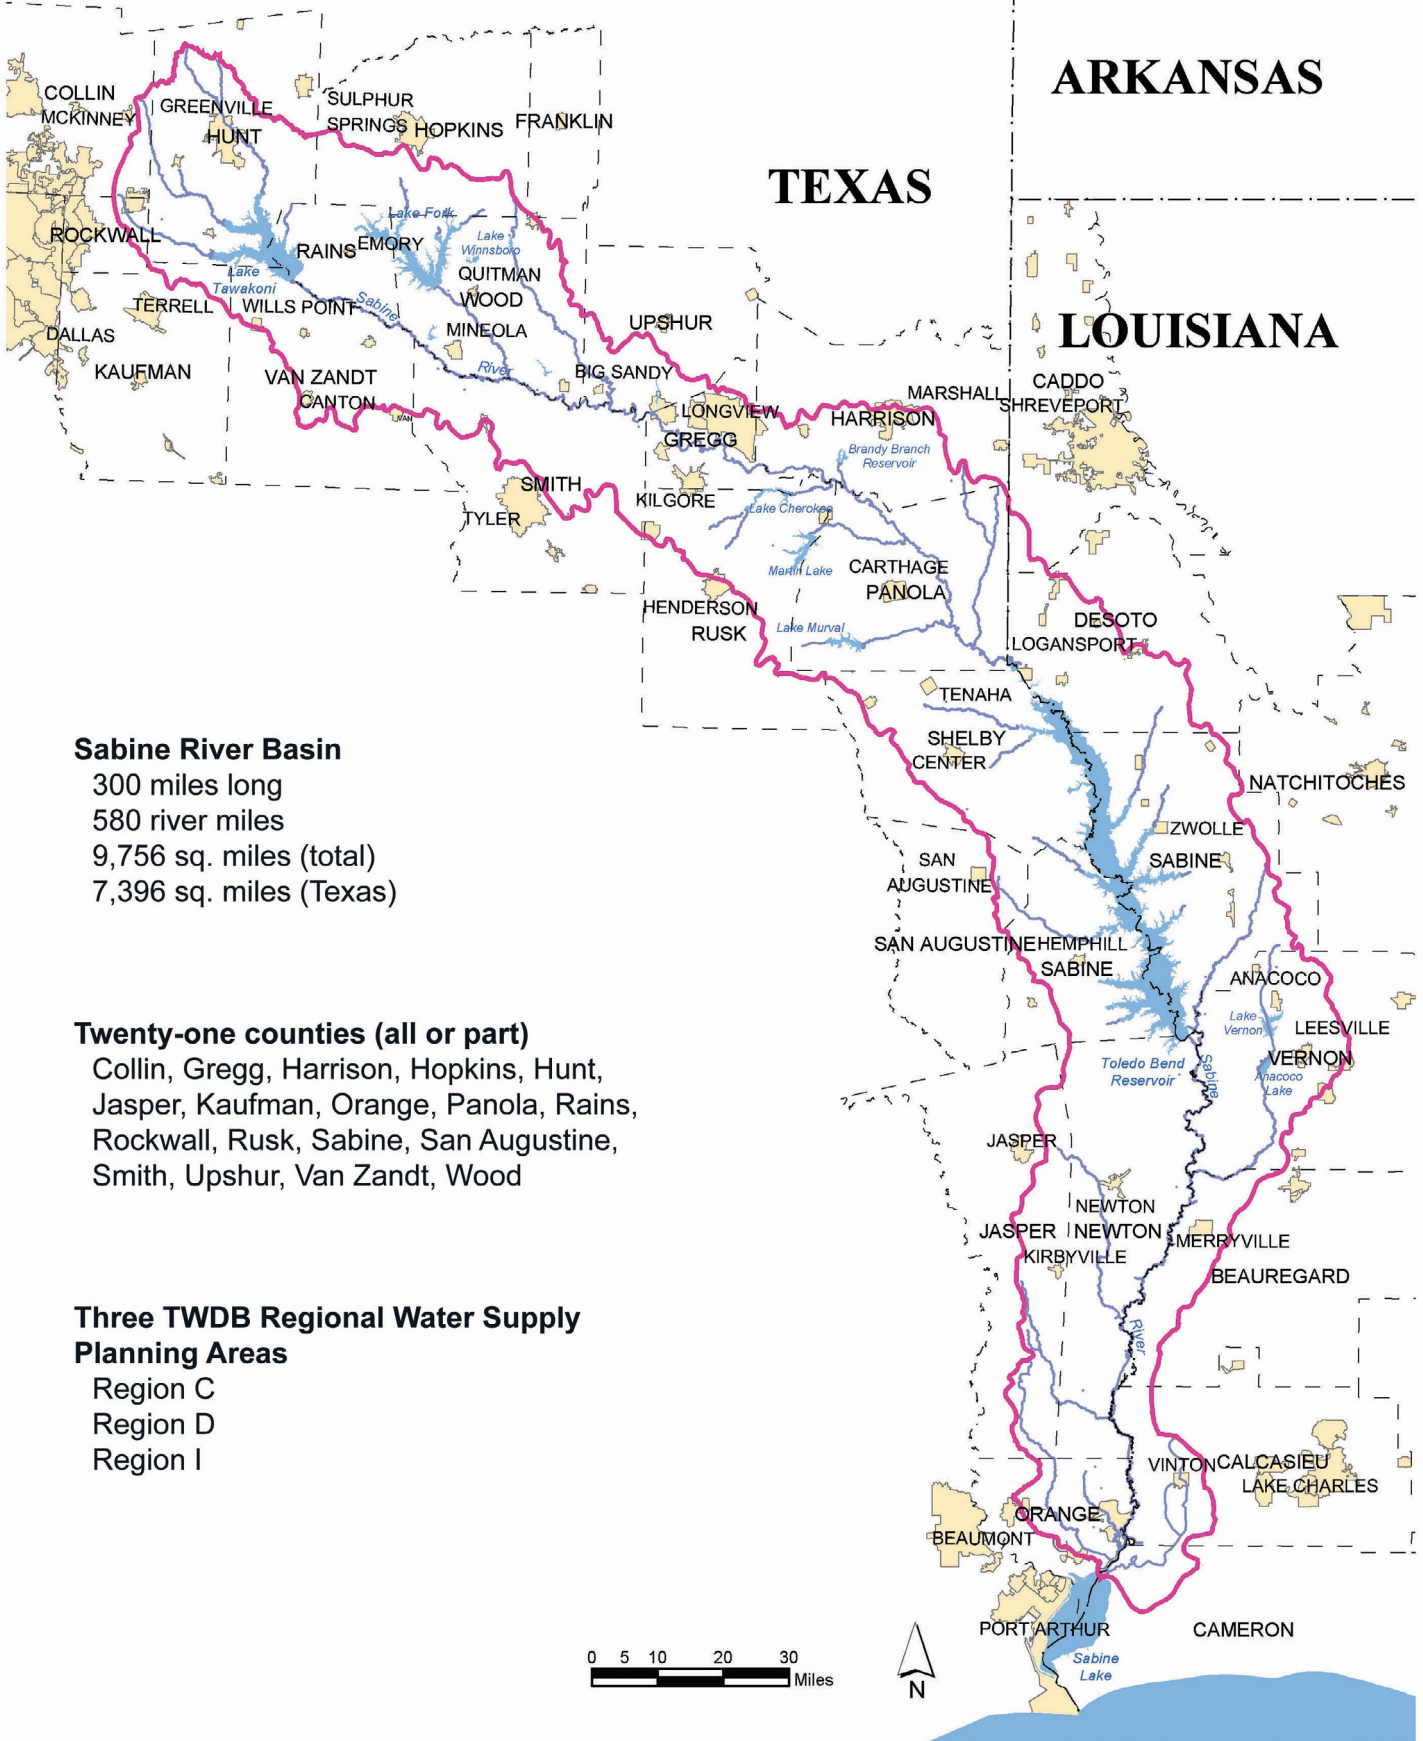 ARKANSAS
TEXAS
LOUISIANA
COLLIN
MCKINNEY
GREENVILLE
HUNT
SULPHUR
SPRINGS
HOPKINS
FRANKLIN
ROCKWALL
RAINS
EMORY
Lake Fork
Lake
Winnsboro
QUITMAN
WOOD
Lake
Tawakoni
TERRELL
WILLS POINT
Sabine
MINEOLA
UPSHUR
DALLAS
KAUFMAN
VAN ZANDT
CANTON
VAN
River
BIG SANDY
LONGVIEW
GREGG
MARSHALL
HARRISON
CADDO
SHREVEPORT
Brandy Branch
Reservoir
SMITH
TYLER
KILGORE
Lake Cherokee
Martin Lake
CARTHAGE
PANOLA
HENDERSON
RUSK
Lake Murval
DESOTO
LOGANSPORT
TENAHA
SHELBY
CENTER
NATCHITOCHES
ZWOLLE
SABINE
SAN
AUGUSTINE
SAN AUGUSTINE
HEMPHILL
SABINE
ANACOCO
Lake
Vernon
LEESVILLE
VERNON
Anacoco
Lake
Toledo Bend
Reservoir
Sabine
JASPER
NEWTON
JASPER
NEWTON
KIRBYVILLE
MERRYVILLE
BEAUREGARD
River
VINTON
CALCASIEU
LAKE CHARLES
ORANGE
BEAUMONT
PORT ARTHUR
CAMERON
Sabine
Lake
Sabine River Basin
300 miles long
580 river miles
9,756 sq. miles (total)
7,396 sq. miles (Texas)
Twenty-one counties (all or part)
Collin, Gregg, Harrison, Hopkins, Hunt,
Jasper, Kaufman, Orange, Panola, Rains,
Rockwall, Rusk, Sabine, San Augustine,
Smith, Upshur, Van Zandt, Wood
Three TWDB Regional Water Supply
Planning Areas
Region C
Region D
Region I
0 5 10 20 30
Miles
N